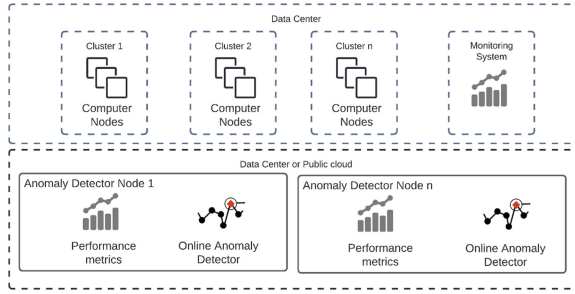 Data Center
Cluster 1
Computer
Nodes
Cluster 2
Computer
Nodes
Cluster n
Computer
Nodes
Monitoring
System
Data Center or Public cloud
Anomaly Detector Node 1
Performance
metrics
Online Anomaly
Detector
Anomaly Detector Node n
Performance
metrics
Online Anomaly
Detector